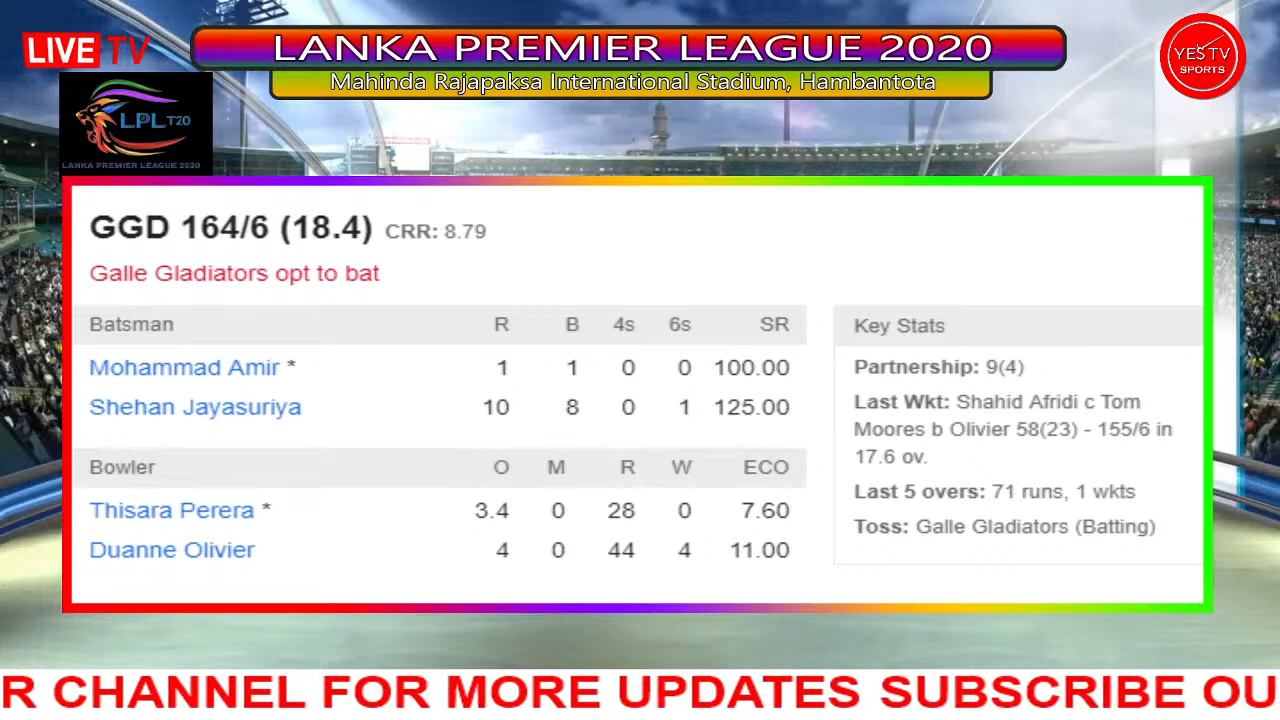 LIVE TV
LANKA PREMIER LEAGUE 2020
Mahinda Rajapaksa International Stadium, Hambantota
YES TV
SPORTS
LPL T20
LANKA PREMIER LEAGUE 2020
GGD 164/6 (18.4) CRR: 8.79
Galle Gladiators opt to bat
Batsman R B 4s 6s SR
Mohammad Amir * 1 1 0 0 100.00
Shehan Jayasuriya 10 8 0 1 125.00
Bowler O M R W ECO
Thisara Perera * 3.4 0 28 0 7.60
Duanne Olivier 4 0 44 4 11.00
Key Stats
Partnership: 9(4)
Last Wkt: Shahid Afridi c Tom
Moores b Olivier 58(23) - 155/6 in
17.6 ov.
Last 5 overs: 71 runs, 1 wkts
Toss: Galle Gladiators (Batting)
R CHANNEL FOR MORE UPDATES SUBSCRIBE OU